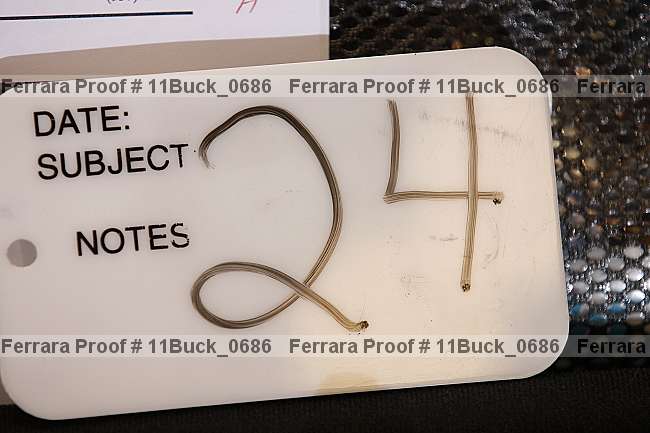 A
Ferrara Proof # 11Buck_0686 Ferrara Proof # 11Buck_0686 Ferrara
DATE:
SUBJECT
24
NOTES
Ferrara Proof # 11Buck_0686 Ferrara Proof # 11Buck_0686 Ferrara